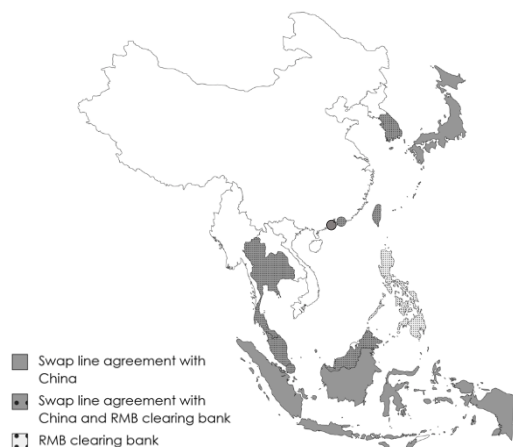 Swap line agreement with
China
Swap line agreement with
China and RMB clearing bank
RMB clearing bank